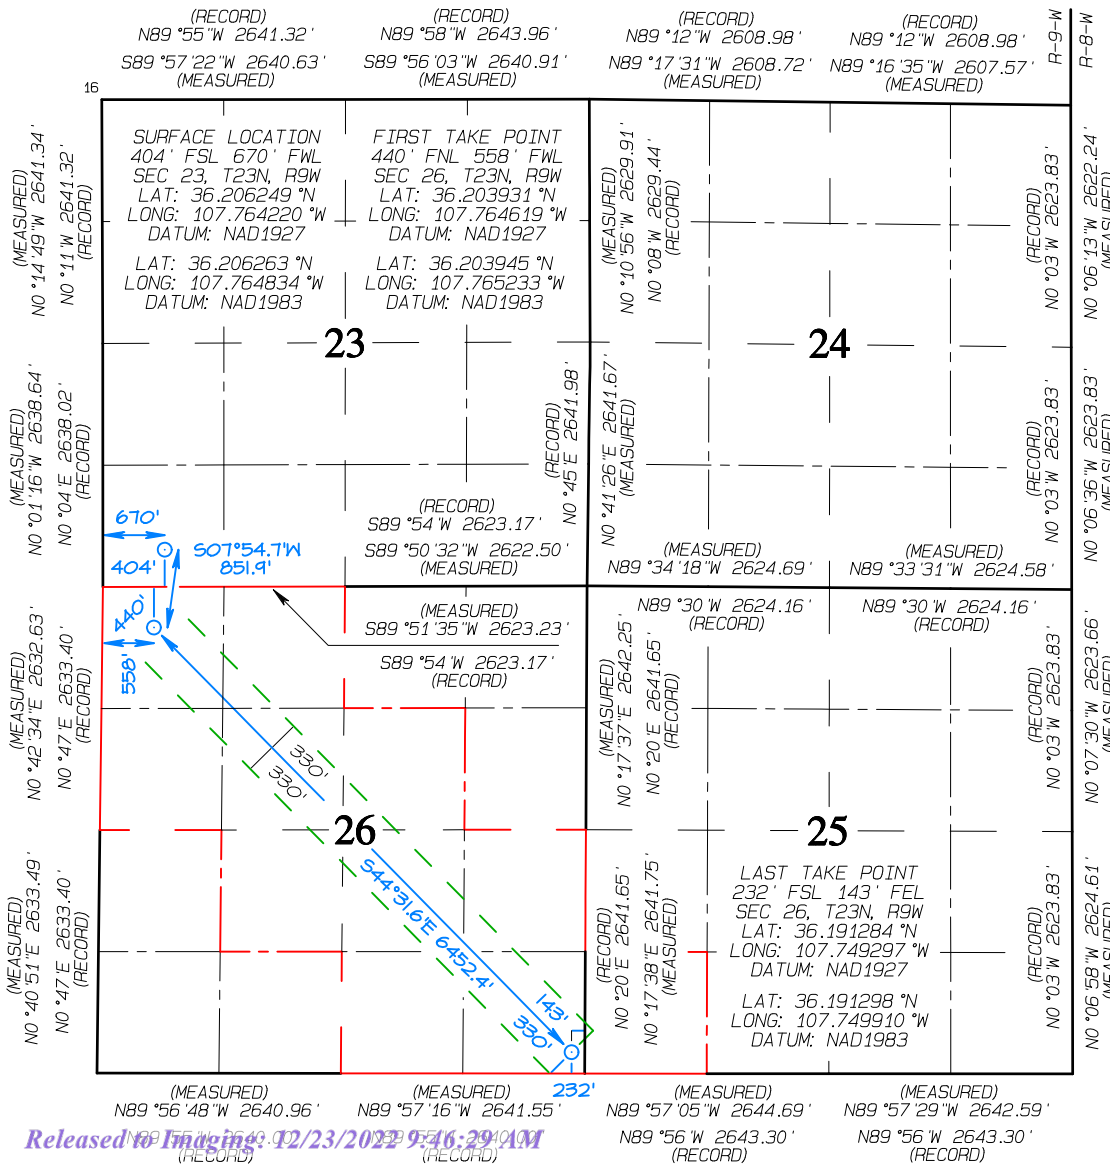 (RECORD)
N89°55'W 2641.32'
S89°57'22"W 2640.63'
(MEASURED)
(RECORD)
N89°58'W 2643.96'
S89°56'03"W 2640.91'
(MEASURED)
(RECORD)
N89°12'W 2608.98'
N89°17'31"W 2608.72'
(MEASURED)
(RECORD)
N89°12'W 2608.98'
N89°16'35"W 2607.57'
(MEASURED)
R-9-W
R-8-W
16
SURFACE LOCATION
404' FSL 670' FWL
SEC 23, T23N, R9W
LAT: 36.206249°N
LONG: 107.764220°W
DATUM: NAD1927
LAT: 36.206263°N
LONG: 107.764834°W
DATUM: NAD1983
FIRST TAKE POINT
440' FNL 558' FWL
SEC 26, T23N, R9W
LAT: 36.203931°N
LONG: 107.764619°W
DATUM: NAD1927
LAT: 36.203945°N
LONG: 107.765233°W
DATUM: NAD1983
(MEASURED)
N0°14'49"W 2641.34'
N0°11'W 2641.32'
(RECORD)
(MEASURED)
N0°10'56"W 2629.91'
N0°08'W 2629.44'
(RECORD)
(RECORD)
N0°03'W 2623.83'
N0°06'13"W 2622.24'
(MEASURED)
23
24
(MEASURED)
N0°01'16"W 2638.64'
N0°04'E 2638.02'
(RECORD)
(RECORD)
N0°45'E 2641.98'
N0°41'26"E 2641.67'
(MEASURED)
(RECORD)
N0°03'W 2623.83'
N0°06'36"W 2623.83'
(MEASURED)
670'
404'
S07°54.7'W
851.9'
(RECORD)
S89°54'W 2623.17'
S89°50'32"W 2622.50'
(MEASURED)
(MEASURED)
N89°34'18"W 2624.69'
(MEASURED)
N89°33'31"W 2624.58'
440'
558'
(MEASURED)
S89°51'35"W 2623.23'
S89°54'W 2623.17'
(RECORD)
N89°30'W 2624.16'
(RECORD)
N89°30'W 2624.16'
(RECORD)
(MEASURED)
N0°42'34"E 2632.63'
N0°47'E 2633.40'
(RECORD)
(MEASURED)
N0°17'37"E 2642.25'
N0°20'E 2641.65'
(RECORD)
(RECORD)
N0°03'W 2623.83'
N0°07'30"W 2623.66'
(MEASURED)
330'
330'
26
25
S44°31.6'E 6452.4'
LAST TAKE POINT
232' FSL 143' FEL
SEC 26, T23N, R9W
LAT: 36.191284°N
LONG: 107.749297°W
DATUM: NAD1927
LAT: 36.191298°N
LONG: 107.749910°W
DATUM: NAD1983
(MEASURED)
N0°40'51"E 2633.49'
N0°47'E 2633.40'
(RECORD)
(RECORD)
N0°20'E 2641.65'
N0°17'38"E 2641.75'
(MEASURED)
(RECORD)
N0°03'W 2623.83
N0°06'58"W 2624.61'
(MEASURED)
143'
330'
232'
(MEASURED)
N89°56'48"W 2640.96'
(RECORD)
(MEASURED)
N89°57'16"W 2641.55'
(RECORD)
(MEASURED)
N89°57'05"W 2644.69'
N89°56'W 2643.30'
(RECORD)
(MEASURED)
N89°57'29"W 2642.59'
N89°56'W 2643.30'
(RECORD)
Released to Imaging: 12/23/2022 9:46:29 AM